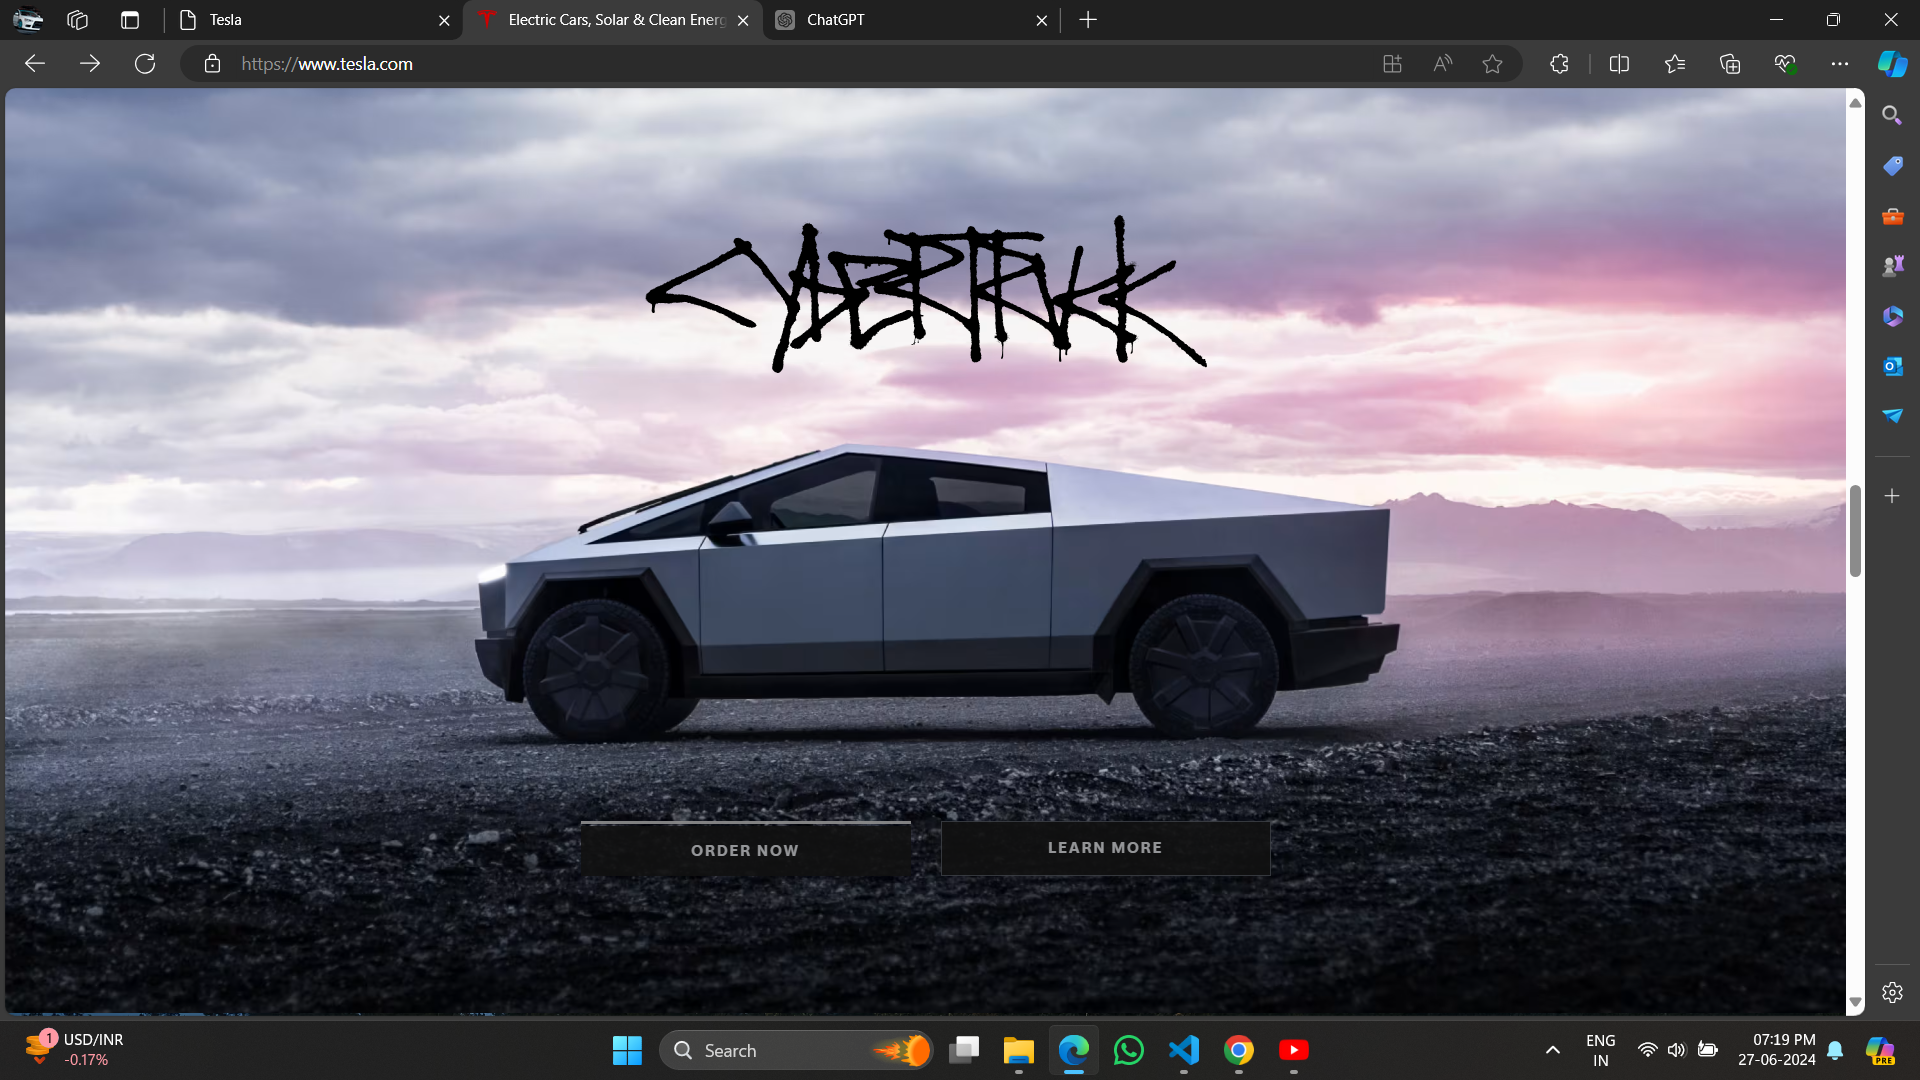 Tesla
Electric Cars, Solar & Clean Energ
ChatGPT
https://www.tesla.com
CYBERTRUCK
ORDER NOW
LEARN MORE
1
USD/INR
-0.17%
Search
ENG
IN
07:19 PM
27-06-2024
PRE